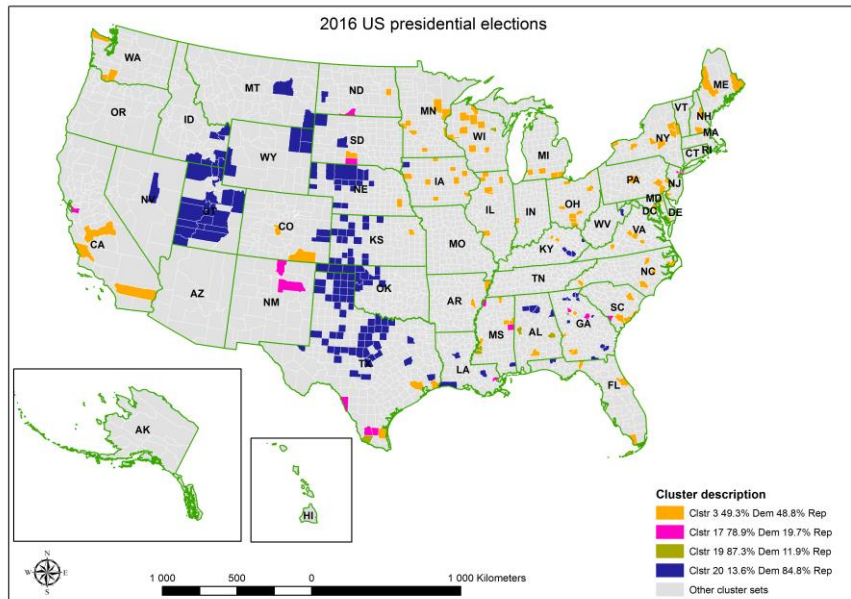 2016 US presidential elections
WA
MT
ND
MN
ME
VT
NH
OR
ID
SD
WI
NY
MA
MI
CT
RI
WY
NE
IA
PA
NJ
NV
UT
IL
IN
OH
MD
DC
DE
CO
WV
VA
CA
KS
MO
KY
NC
TN
AZ
NM
OK
AR
SC
MS
AL
GA
TX
LA
FL
AK
HI
Cluster description
Clstr 3 49.3% Dem 48.8% Rep
Clstr 17 78.9% Dem 19.7% Rep
Clstr 19 87.3% Dem 11.9% Rep
Clstr 20 13.6% Dem 84.8% Rep
Other cluster sets
N
W E
S
1 000 500 0 1 000 Kilometers